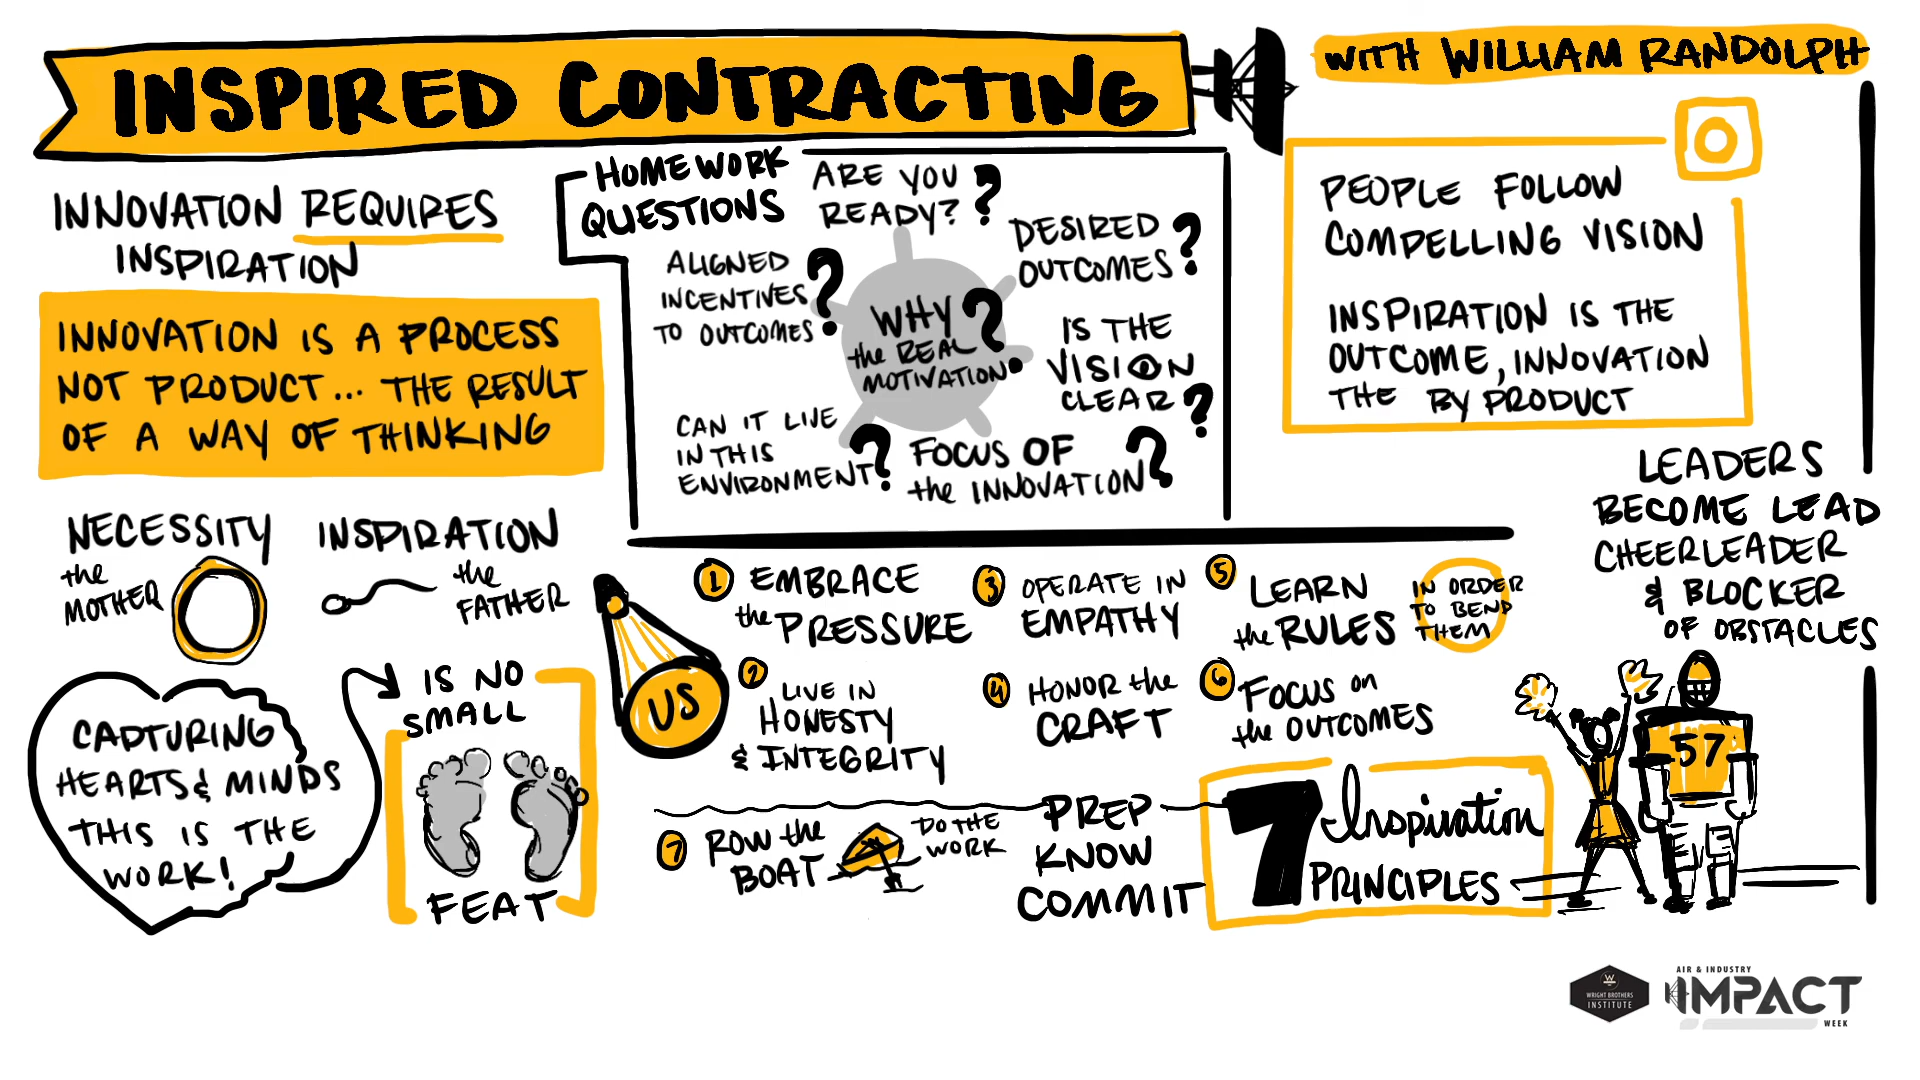 INSPIRED CONTRACTING
WITH WILLIAM RANDOLPH
INNOVATION REQUIRES
INSPIRATION
INNOVATION IS A PROCESS
NOT PRODUCT... THE RESULT
OF A WAY OF THINKING
NECESSITY
the
MOTHER
INSPIRATION
the
FATHER
CAPTURING
HEARTS & MINDS
THIS IS THE
WORK!
IS NO
SMALL
FEAT
HOMEWORK
QUESTIONS
ARE YOU
READY?
?
DESIRED
OUTCOMES?
ALIGNED
INCENTIVES
TO OUTCOMES?
WHY
the REAL
MOTIVATION?
IS THE
VISION
CLEAR?
CAN IT LIVE
IN THIS
ENVIRONMENT?
FOCUS OF
the INNOVATION?
PEOPLE FOLLOW
COMPELLING VISION
INSPIRATION IS THE
OUTCOME, INNOVATION
THE BY PRODUCT
LEADERS
BECOME LEAD
CHEERLEADER
& BLOCKER
OF OBSTACLES
57
US
1 EMBRACE
the PRESSURE
2 LIVE IN
HONESTY
& INTEGRITY
3 OPERATE IN
EMPATHY
4 HONOR the
CRAFT
5 LEARN
the RULES
IN ORDER
TO BEND
THEM
6 FOCUS on
the OUTCOMES
7 ROW the
BOAT
DO THE
WORK
PREP
KNOW
COMMIT
7 Inspiration
PRINCIPLES
W
WRIGHT BROTHERS
INSTITUTE
AIR & INDUSTRY
IMPACT
WEEK